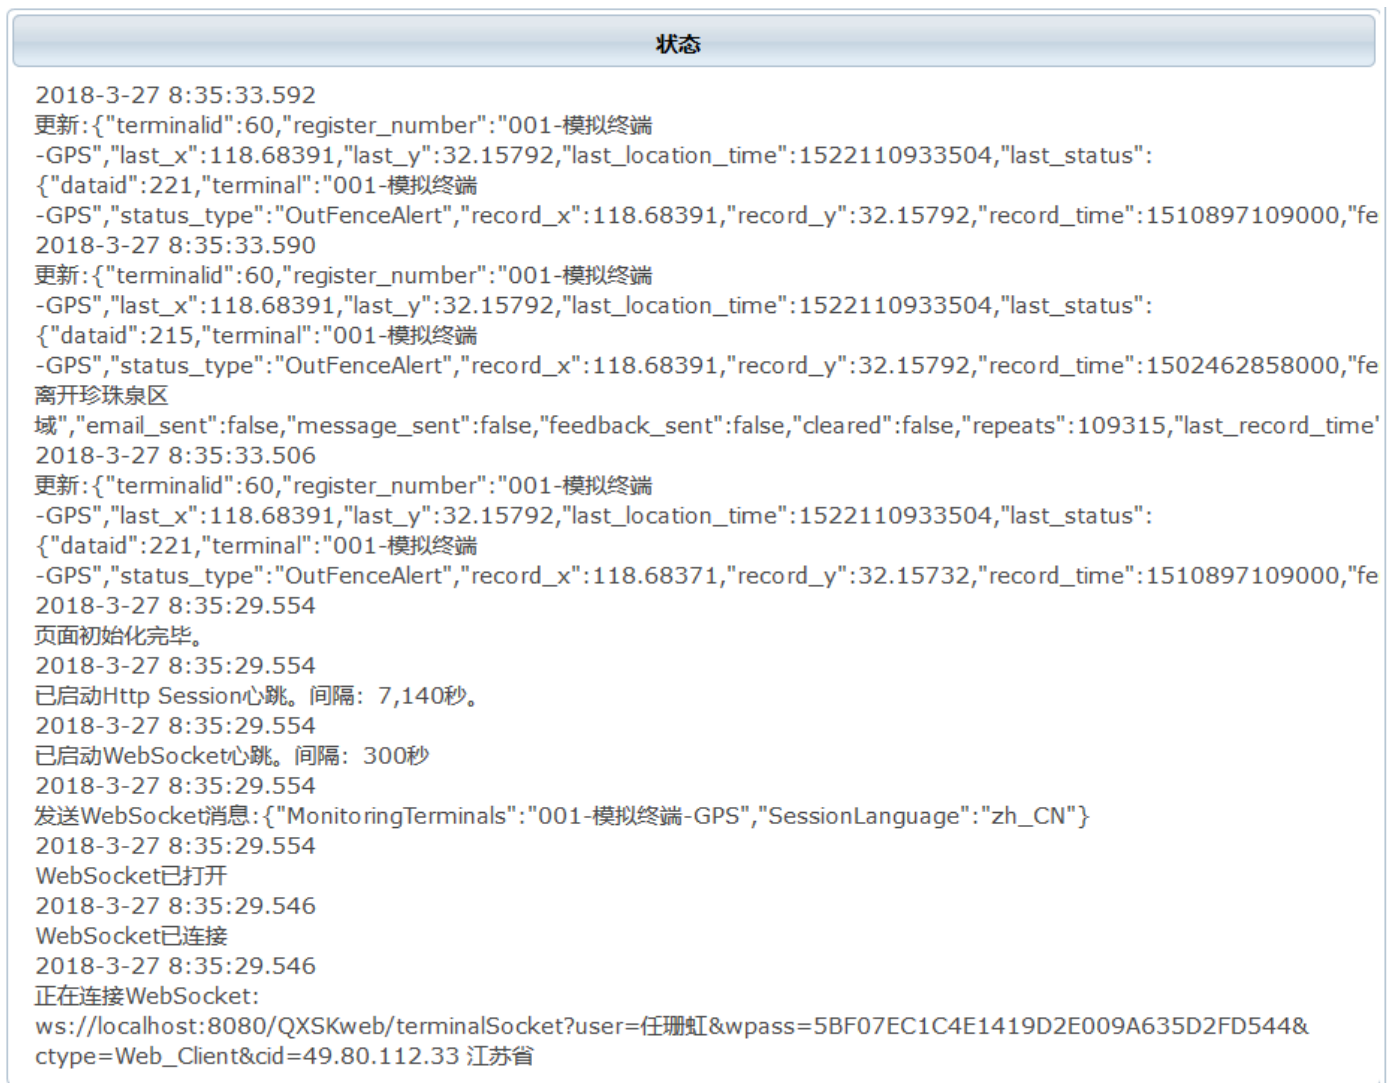 状态
2018-3-27 8:35:33.592
更新:{"terminalid":60,"register_number":"001-模拟终端
-GPS","last_x":118.68391,"last_y":32.15792,"last_location_time":1522110933504,"last_status":
{"dataid":221,"terminal":"001-模拟终端
-GPS","status_type":"OutFenceAlert","record_x":118.68391,"record_y":32.15792,"record_time":1510897109000,"fe
2018-3-27 8:35:33.590
更新:{"terminalid":60,"register_number":"001-模拟终端
-GPS","last_x":118.68391,"last_y":32.15792,"last_location_time":1522110933504,"last_status":
{"dataid":215,"terminal":"001-模拟终端
-GPS","status_type":"OutFenceAlert","record_x":118.68391,"record_y":32.15792,"record_time":1502462858000,"fe
离开珍珠泉区
域","email_sent":false,"message_sent":false,"feedback_sent":false,"cleared":false,"repeats":109315,"last_record_time"
2018-3-27 8:35:33.506
更新:{"terminalid":60,"register_number":"001-模拟终端
-GPS","last_x":118.68391,"last_y":32.15792,"last_location_time":1522110933504,"last_status":
{"dataid":221,"terminal":"001-模拟终端
-GPS","status_type":"OutFenceAlert","record_x":118.68371,"record_y":32.15732,"record_time":1510897109000,"fe
2018-3-27 8:35:29.554
页面初始化完毕。
2018-3-27 8:35:29.554
已启动Http Session心跳。间隔：7,140秒。
2018-3-27 8:35:29.554
已启动WebSocket心跳。间隔：300秒
2018-3-27 8:35:29.554
发送WebSocket消息:{"MonitoringTerminals":"001-模拟终端-GPS","SessionLanguage":"zh_CN"}
2018-3-27 8:35:29.554
WebSocket已打开
2018-3-27 8:35:29.546
WebSocket已连接
2018-3-27 8:35:29.546
正在连接WebSocket:
ws://localhost:8080/QXSKweb/terminalSocket?user=任珊虹&wpass=5BF07EC1C4E1419D2E009A635D2FD544&
ctype=Web_Client&cid=49.80.112.33 江苏省